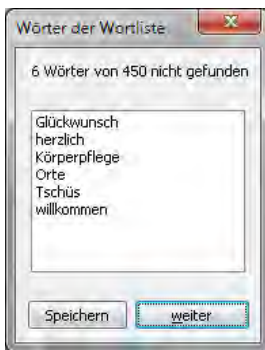 Wörter der Wortliste
6 Wörter von 450 nicht gefunden
Glückwunsch
herzlich
Körperpflege
Orte
Tschüs
willkommen
Speichern weiter